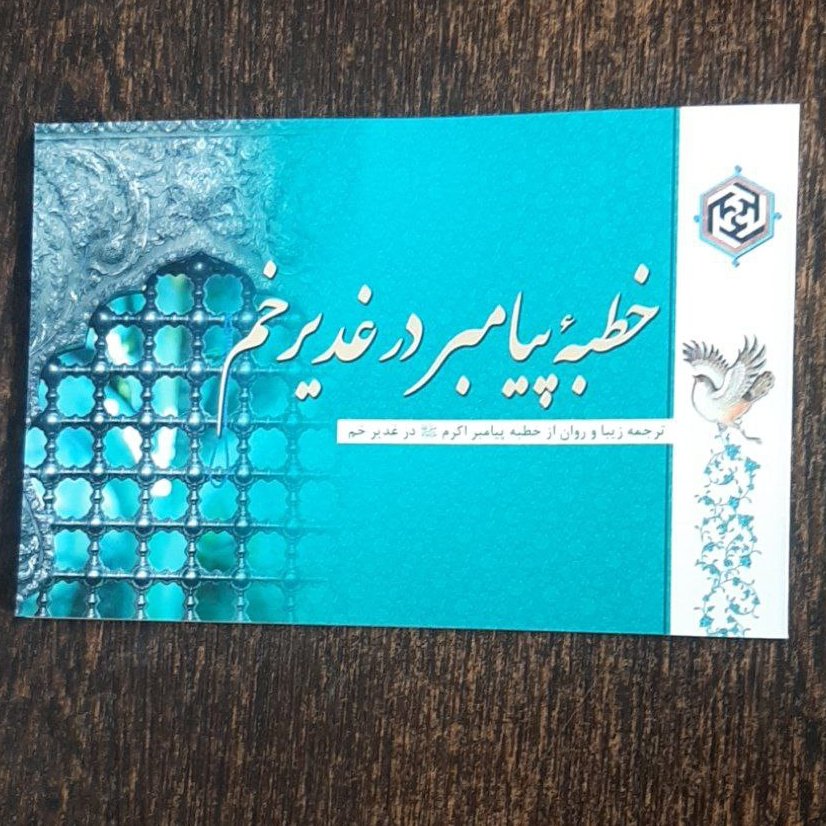 خطبهٔ پیامبر در غدیر خم
ترجمه زیبا و روان از خطبه پیامبر اکرم ﷺ در غدیر خم